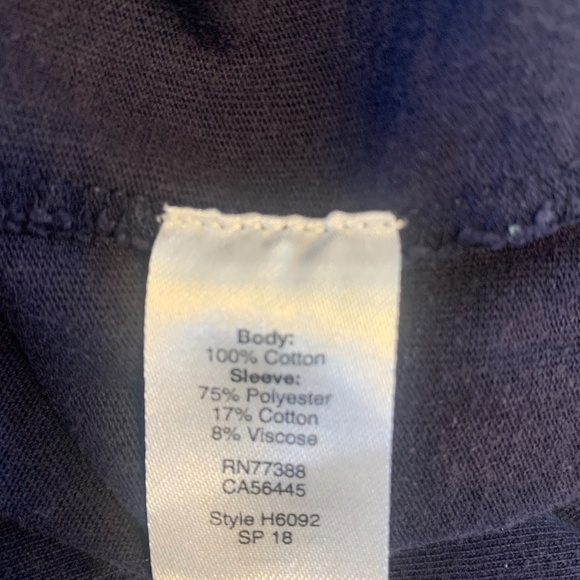 Body:
100% Cotton
Sleeve:
75% Polyester
17% Cotton
8% Viscose
RN77388
CA56445
Style H6092
SP 18